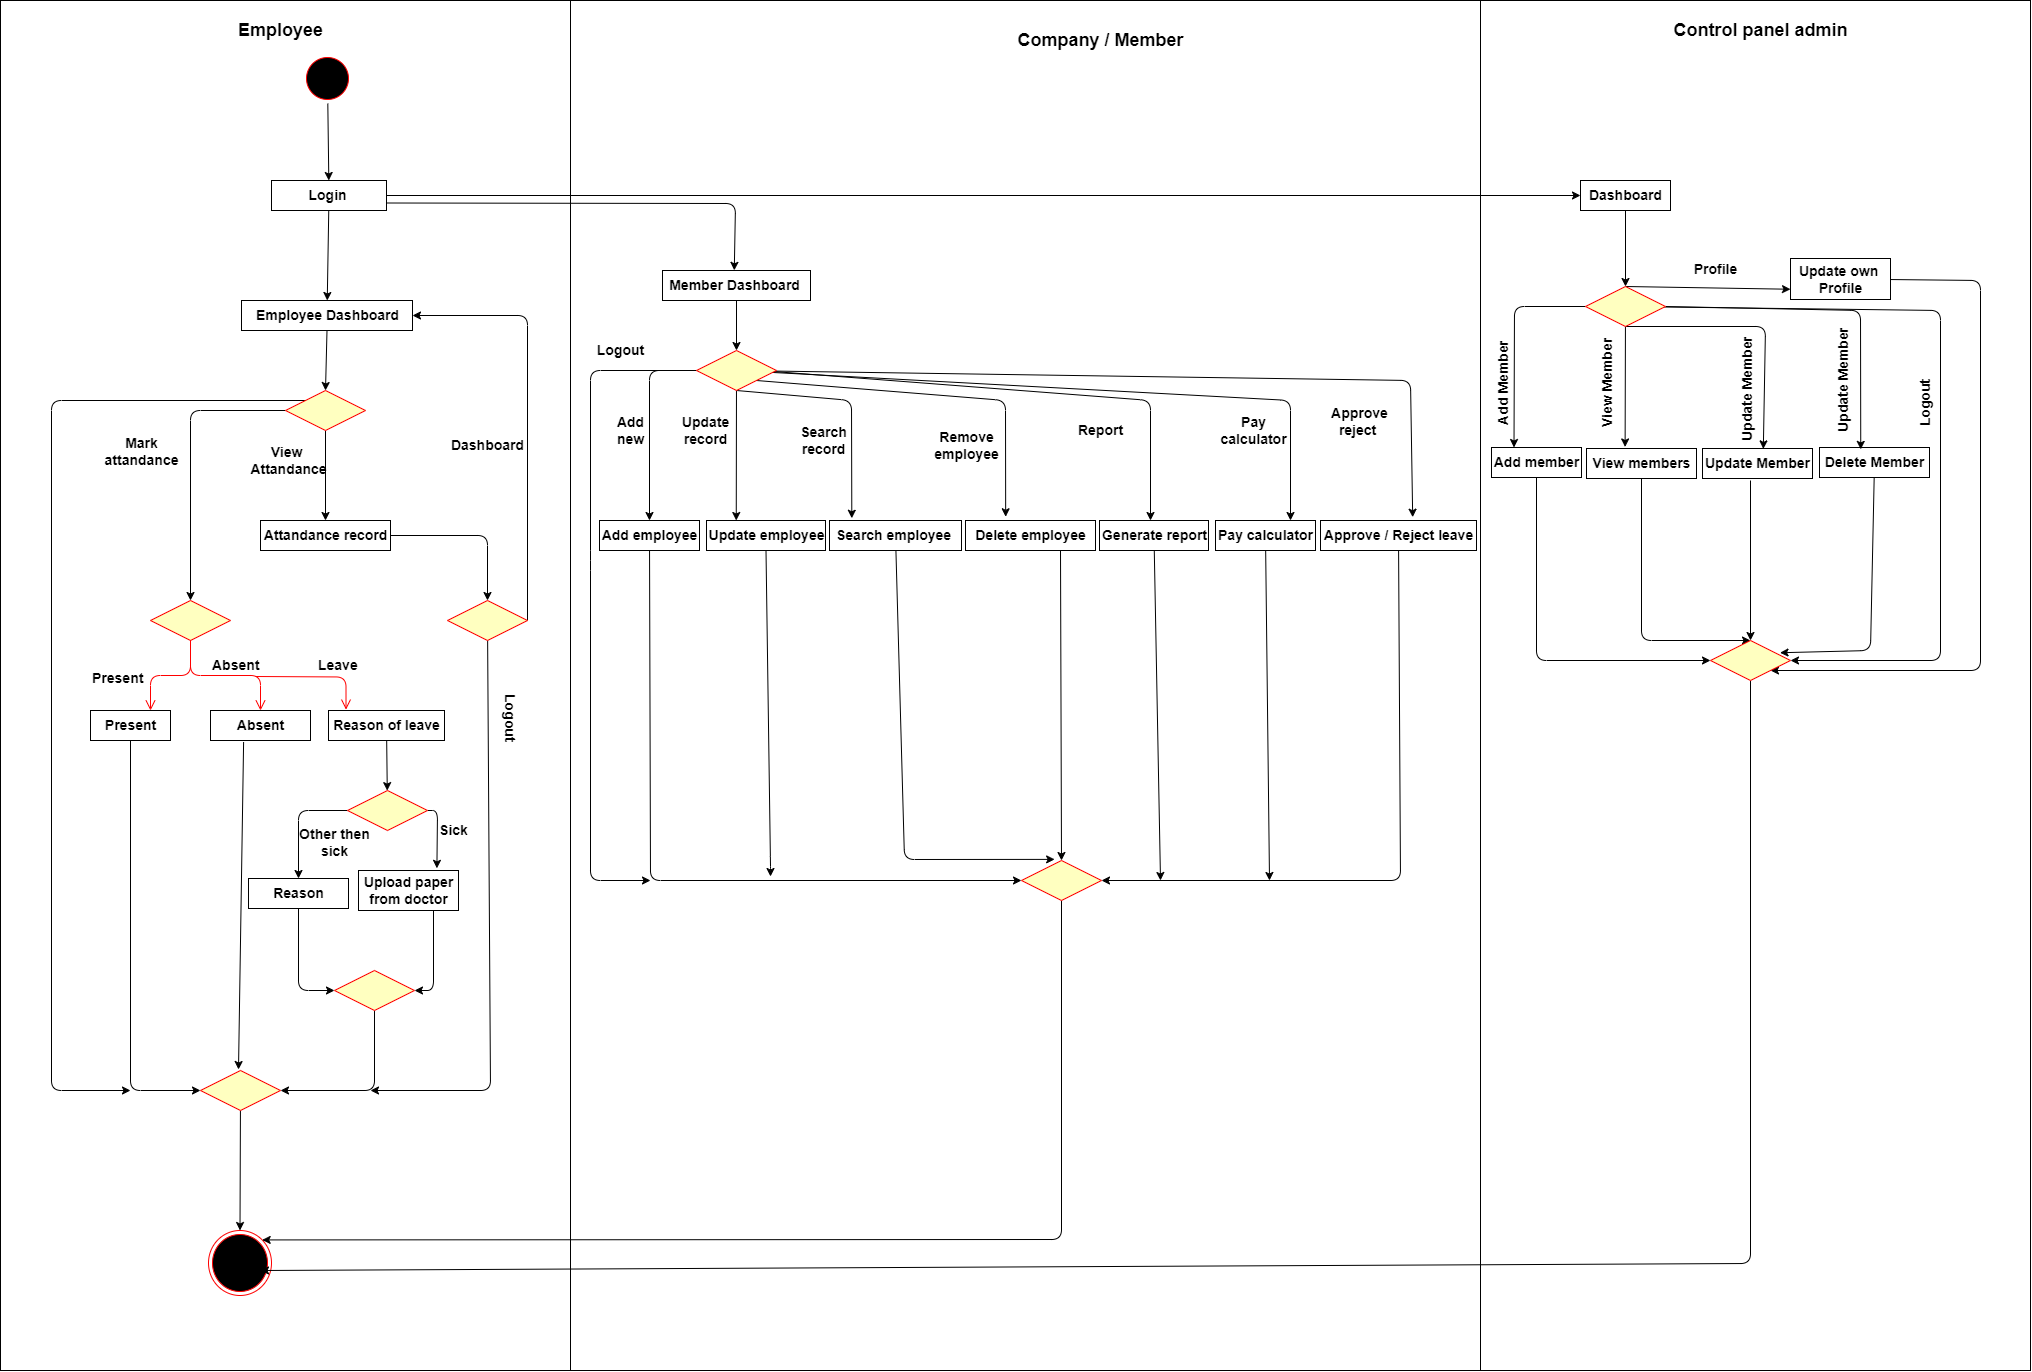 Employee
Company / Member
Control panel admin
Login
Dashboard
Member Dashboard
Profile
Update own
Profile
Employee Dashboard
Logout
Add Member
View Member
Update Member
Update Member
Logout
Mark
attandance
View
Attandance
Dashboard
Add
new
Update
record
Search
record
Remove
employee
Report
Pay
calculator
Approve
reject
Add member
View members
Update Member
Delete Member
Attandance record
Add employee
Update employee
Search employee
Delete employee
Generate report
Pay calculator
Approve / Reject leave
Present
Absent
Leave
Logout
Present
Absent
Reason of leave
Other then
sick
Sick
Reason
Upload paper
from doctor